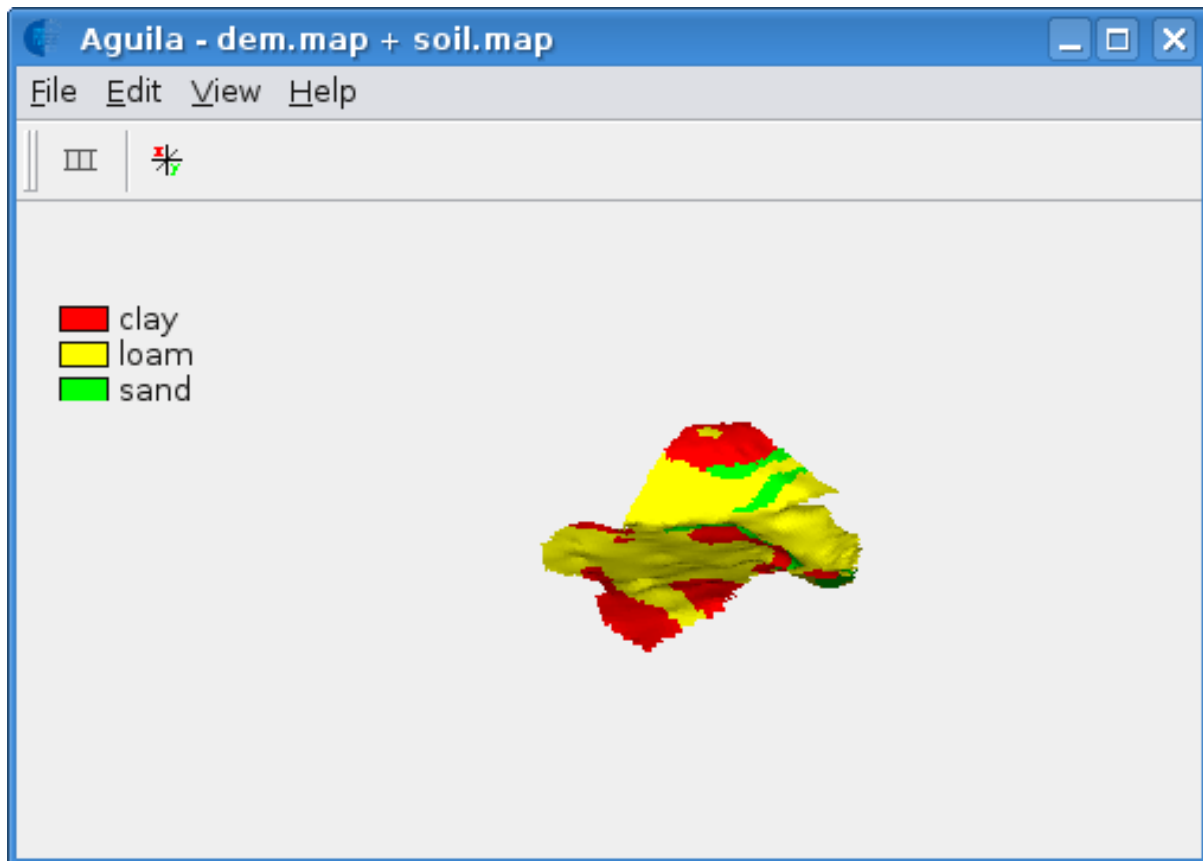 Aguila - dem.map + soil.map
File Edit View Help
x
y
clay
loam
sand